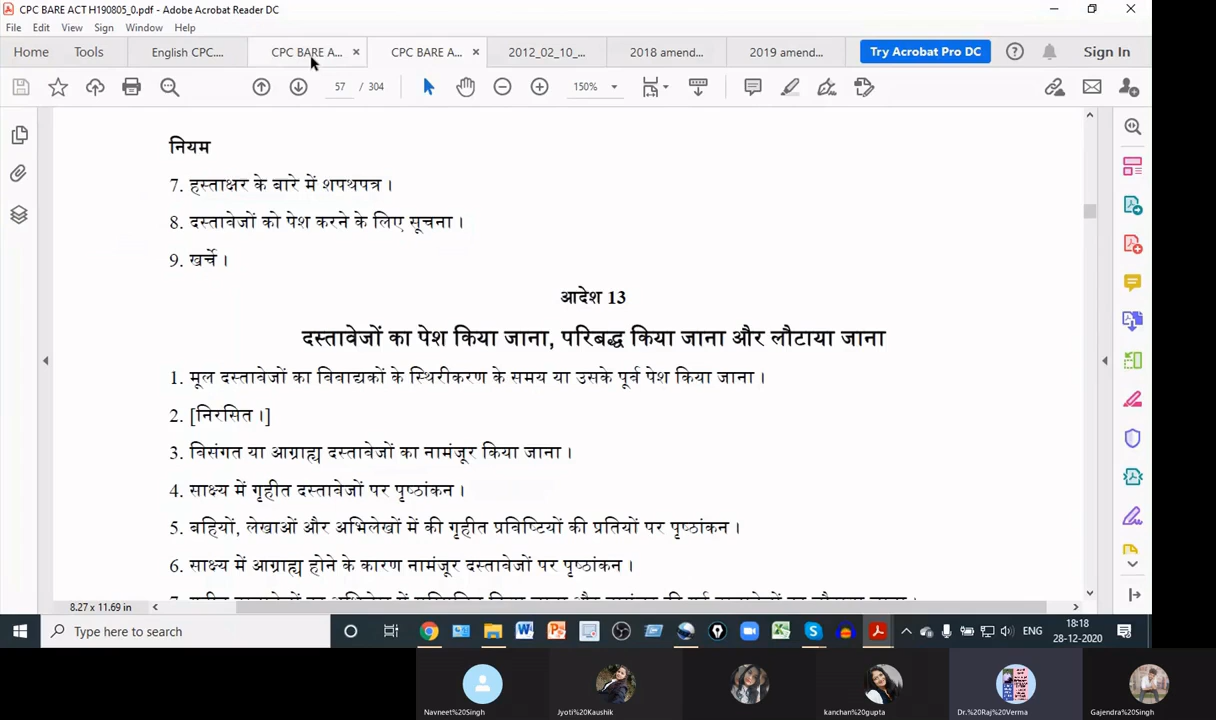 CPC BARE ACT H190805_0.pdf - Adobe Acrobat Reader DC
File Edit View Sign Window Help
Home Tools English CPC.... CPC BARE A... × CPC BARE A... × 2012_02_10_... 2018 amend... 2019 amend... Try Acrobat Pro DC Sign In
57 / 304 150%
नियम
7. हस्ताक्षर के बारे में शपथपत्र ।
8. दस्तावेजों को पेश करने के लिए सूचना ।
9. खर्चे ।
आदेश 13
दस्तावेजों का पेश किया जाना, परिबद्ध किया जाना और लौटाया जाना
1. मूल दस्तावेजों का विवाद्यकों के स्थिरीकरण के समय या उसके पूर्व पेश किया जाना ।
2. [निरसित ।]
3. विसंगत या आग्राह्य दस्तावेजों का नामंजूर किया जाना ।
4. साक्ष्य में गृहीत दस्तावेजों पर पृष्ठांकन ।
5. बहियों, लेखाओं और अभिलेखों में की गृहीत प्रविष्टियों की प्रतियों पर पृष्ठांकन ।
6. साक्ष्य में आग्राह्य होने के कारण नामंजूर दस्तावेजों पर पृष्ठांकन ।
8.27 x 11.69 in
Type here to search ENG 18:18
28-12-2020
Navneet%20Singh Jyoti%20Kaushik kanchan%20gupta Dr.%20Raj%20Verma Gajendra%20Singh